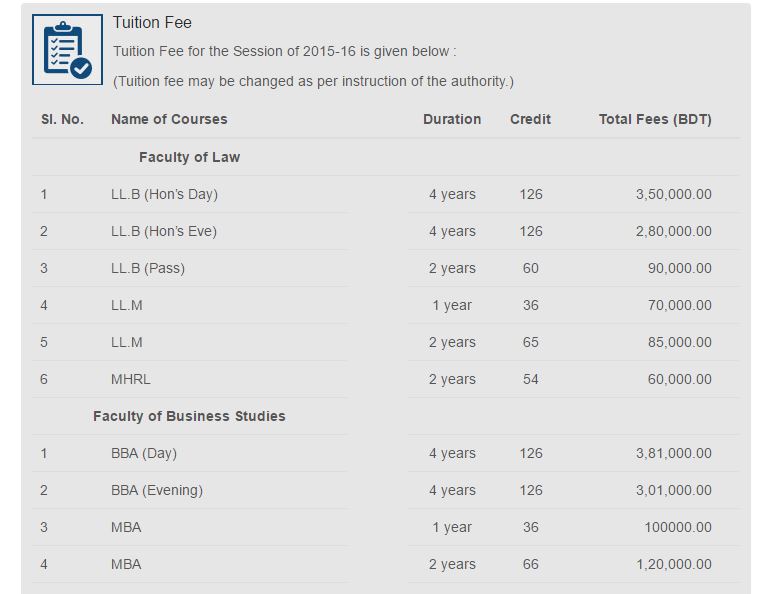 Tuition Fee
Tuition Fee for the Session of 2015-16 is given below :
(Tuition fee may be changed as per instruction of the authority.)
Sl. No. Name of Courses Duration Credit Total Fees (BDT)
Faculty of Law
1 LL.B (Hon’s Day) 4 years 126 3,50,000.00
2 LL.B (Hon’s Eve) 4 years 126 2,80,000.00
3 LL.B (Pass) 2 years 60 90,000.00
4 LL.M 1 year 36 70,000.00
5 LL.M 2 years 65 85,000.00
6 MHRL 2 years 54 60,000.00
Faculty of Business Studies
1 BBA (Day) 4 years 126 3,81,000.00
2 BBA (Evening) 4 years 126 3,01,000.00
3 MBA 1 year 36 100000.00
4 MBA 2 years 66 1,20,000.00